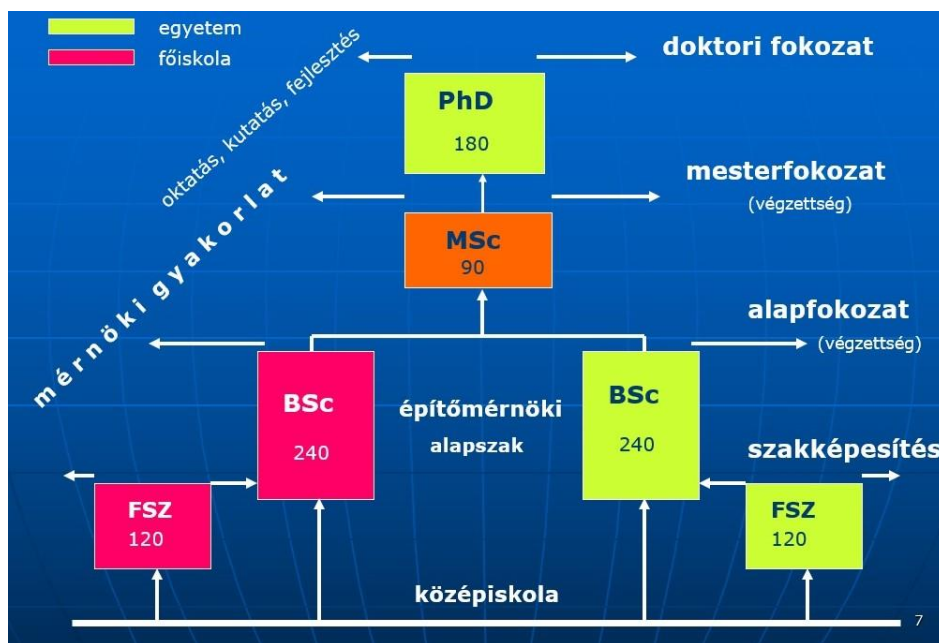 egyetem
főiskola
doktori fokozat
oktatás, kutatás, fejlesztés
PhD
180
mesterfokozat
(végzettség)
mérnöki gyakorlat
MSc
90
alapfokozat
(végzettség)
BSc
240
építőmérnöki
alapszak
BSc
240
szakképesítés
FSZ
120
FSZ
120
középiskola
7